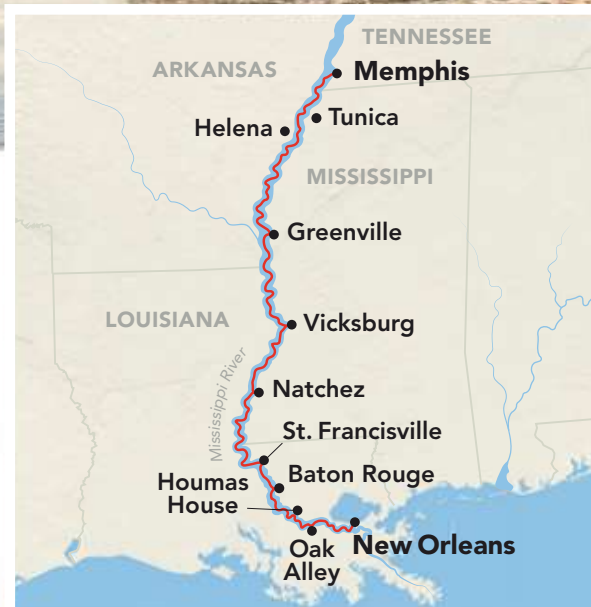 TENNESSEE
ARKANSAS
Memphis
Tunica
Helena
MISSISSIPPI
Greenville
LOUISIANA
Vicksburg
Mississippi River
Natchez
St. Francisville
Baton Rouge
Houmas
House
New Orleans
Oak
Alley